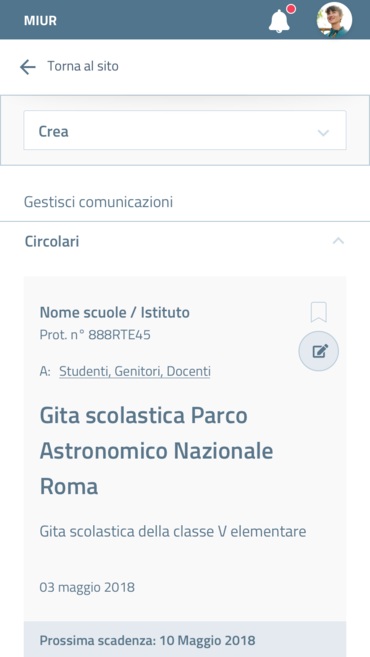 MIUR
Torna al sito
Crea
Gestisci comunicazioni
Circolari
Nome scuole / Istituto
Prot. n° 888RTE45
A: Studenti, Genitori, Docenti
Gita scolastica Parco
Astronomico Nazionale
Roma
Gita scolastica della classe V elementare
03 maggio 2018
Prossima scadenza: 10 Maggio 2018